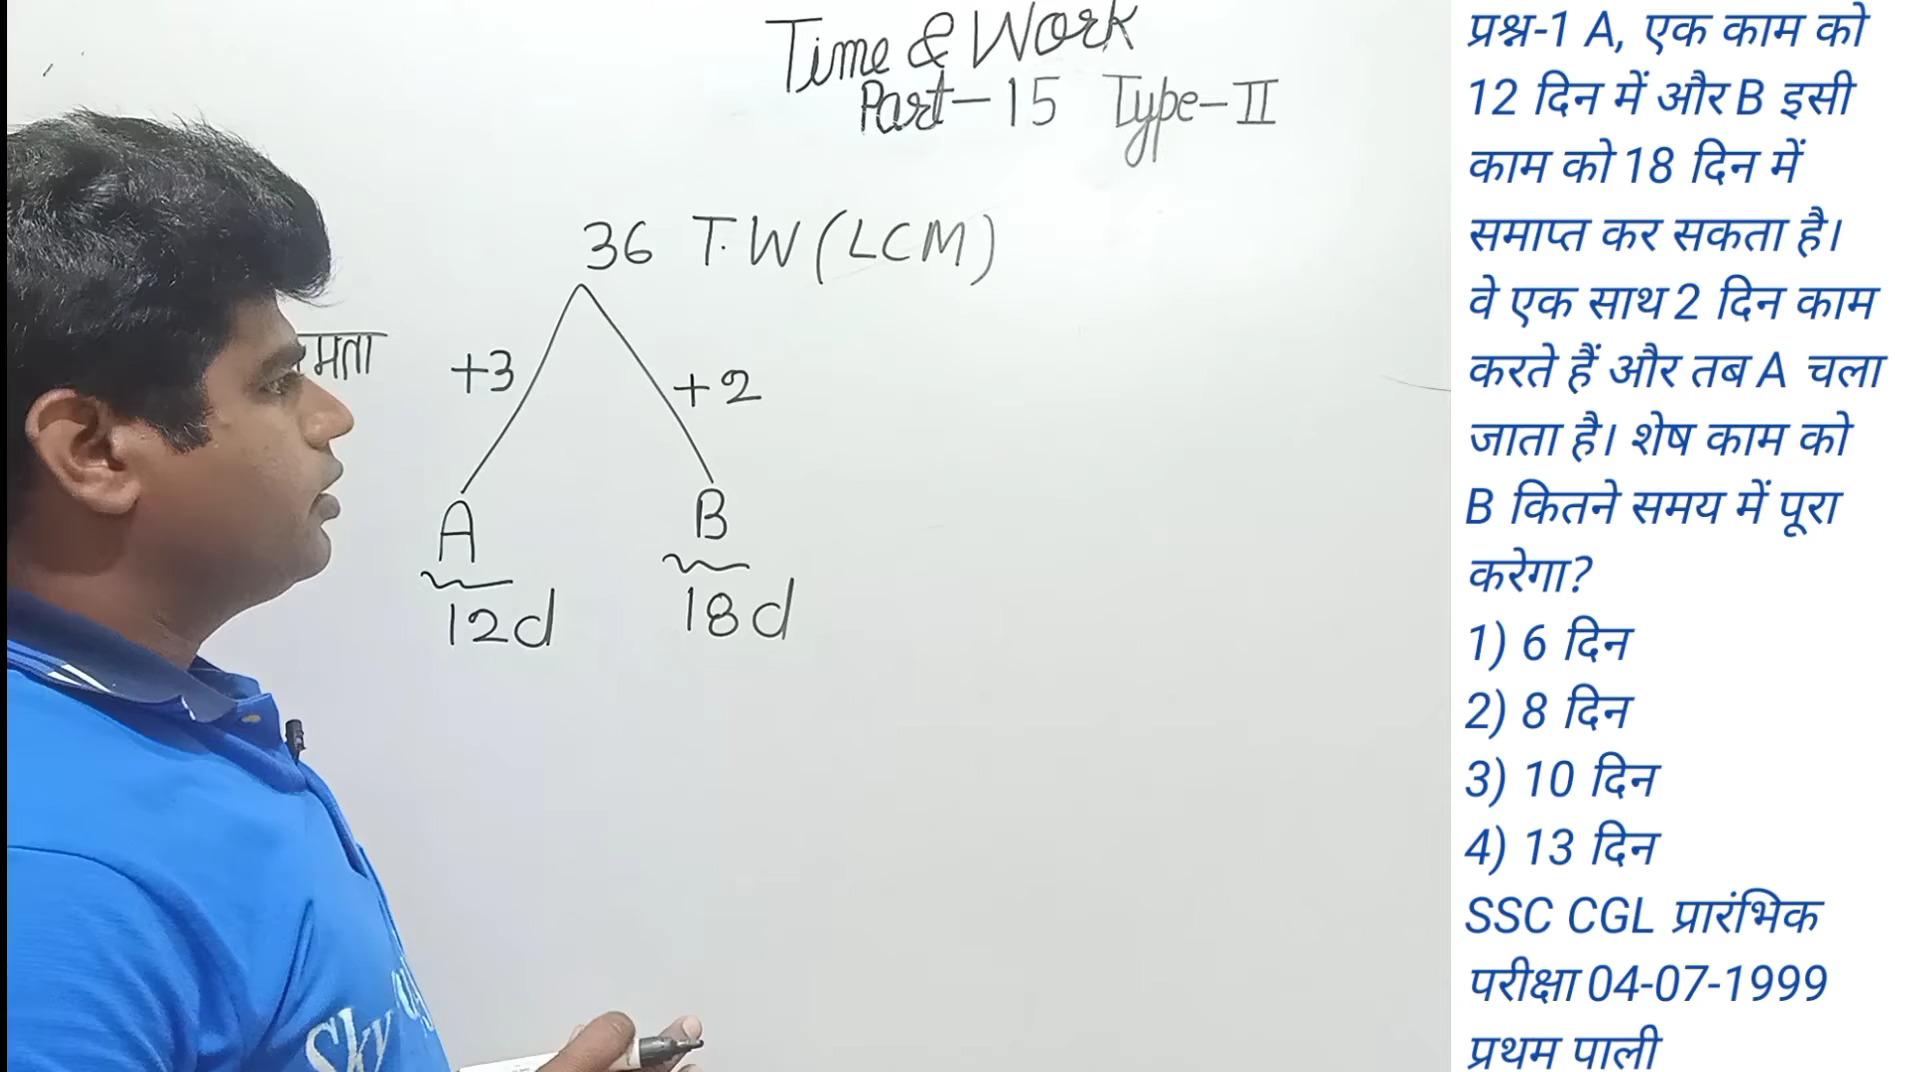 Time & Work
Part-15 Type-II
36 T.W (LCM)
+3
+2
A
B
12d
18d
Sky
प्रश्न-1 A, एक काम को
12 दिन में और B इसी
काम को 18 दिन में
समाप्त कर सकता है।
वे एक साथ 2 दिन काम
करते हैं और तब A चला
जाता है। शेष काम को
B कितने समय में पूरा
करेगा?
1) 6 दिन
2) 8 दिन
3) 10 दिन
4) 13 दिन
SSC CGL प्रारंभिक
परीक्षा 04-07-1999
प्रथम पाली